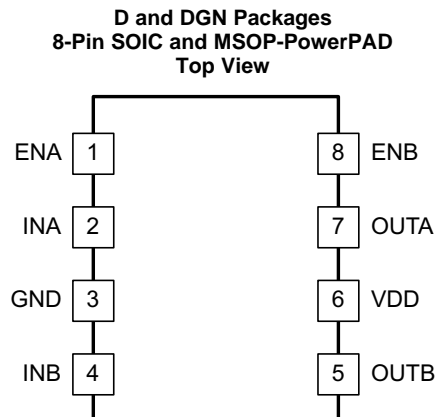 D and DGN Packages
8-Pin SOIC and MSOP-PowerPAD
Top View
ENA 1 8 ENB
INA 2 7 OUTA
GND 3 6 VDD
INB 4 5 OUTB